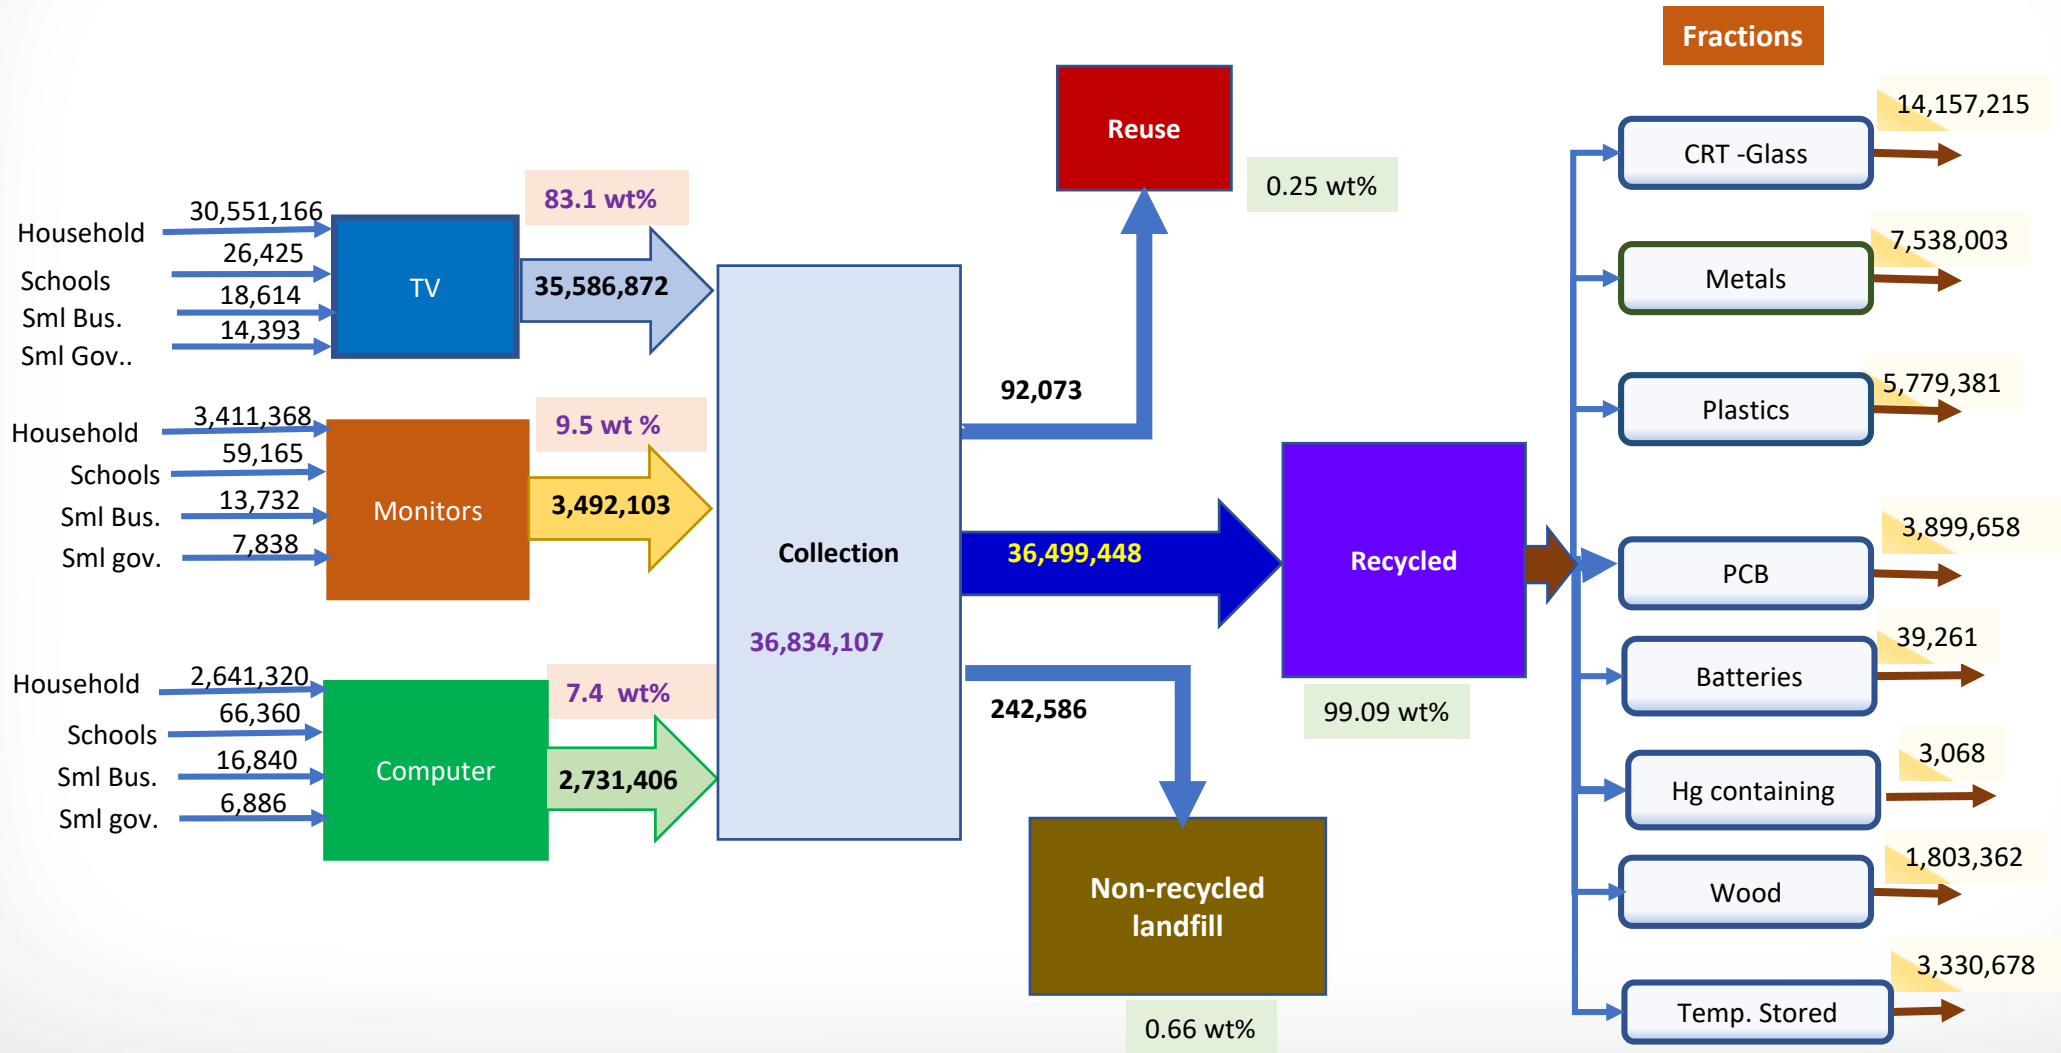 Fractions
Household
30,551,166
Schools
26,425
Sml Bus.
18,614
Sml Gov..
14,393
TV
83.1 wt%
35,586,872
Household
3,411,368
Schools
59,165
Sml Bus.
13,732
Sml gov.
7,838
Monitors
9.5 wt %
3,492,103
Household
2,641,320
Schools
66,360
Sml Bus.
16,840
Sml gov.
6,886
Computer
7.4 wt%
2,731,406
Collection
36,834,107
92,073
Reuse
0.25 wt%
36,499,448
Recycled
99.09 wt%
242,586
Non-recycled
landfill
0.66 wt%
CRT -Glass
14,157,215
Metals
7,538,003
Plastics
5,779,381
PCB
3,899,658
Batteries
39,261
Hg containing
3,068
Wood
1,803,362
Temp. Stored
3,330,678